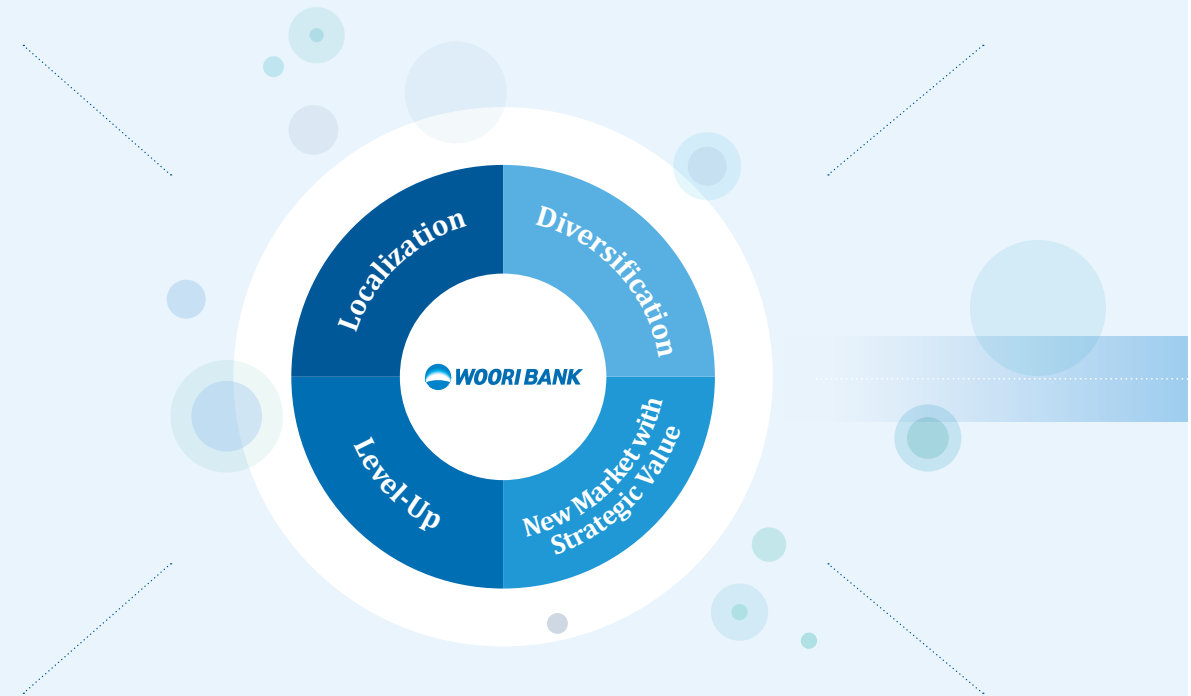 Localization
Diversification
WOORI BANK
Level-Up
New Market with
Strategic Value